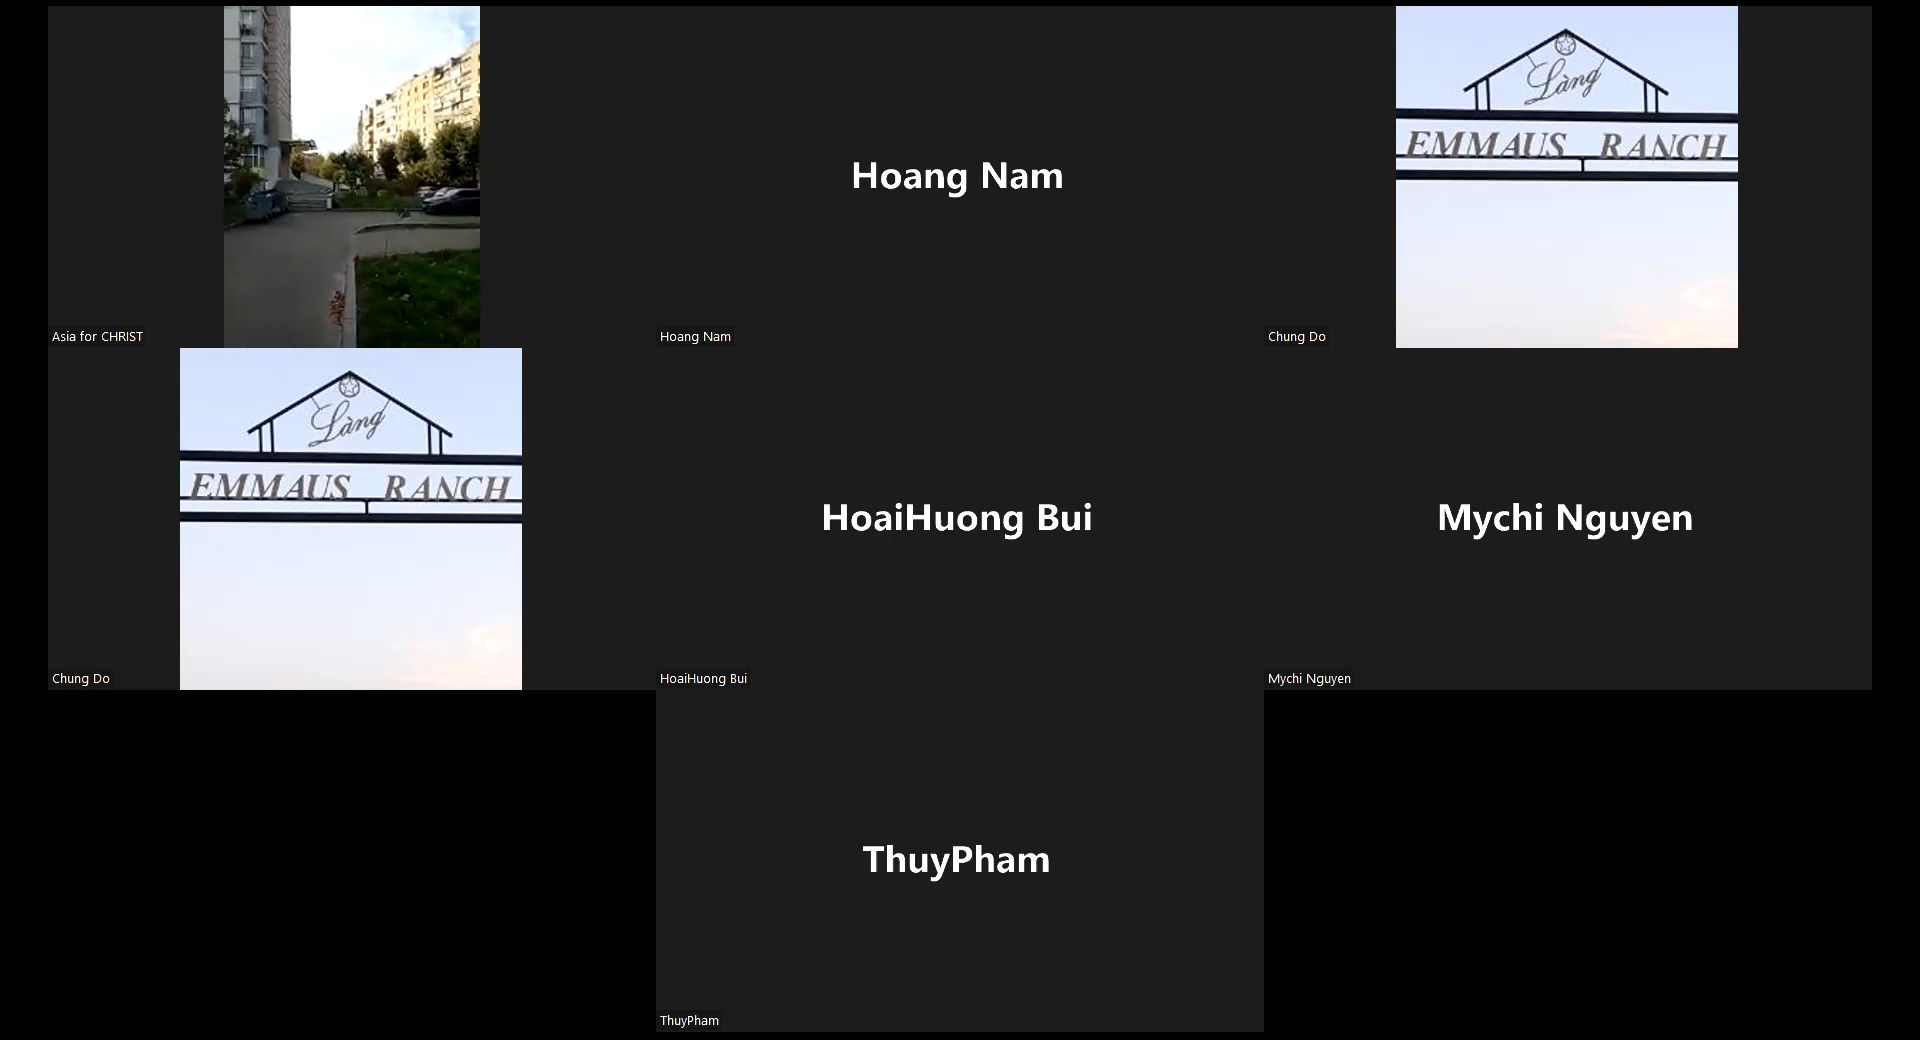 Hoang Nam
Làng
EMMAUS RANCH
Asia for CHRIST
Hoang Nam
Chung Do
Làng
EMMAUS RANCH
HoaiHuong Bui
Mychi Nguyen
Chung Do
HoaiHuong Bui
Mychi Nguyen
ThuyPham
ThuyPham